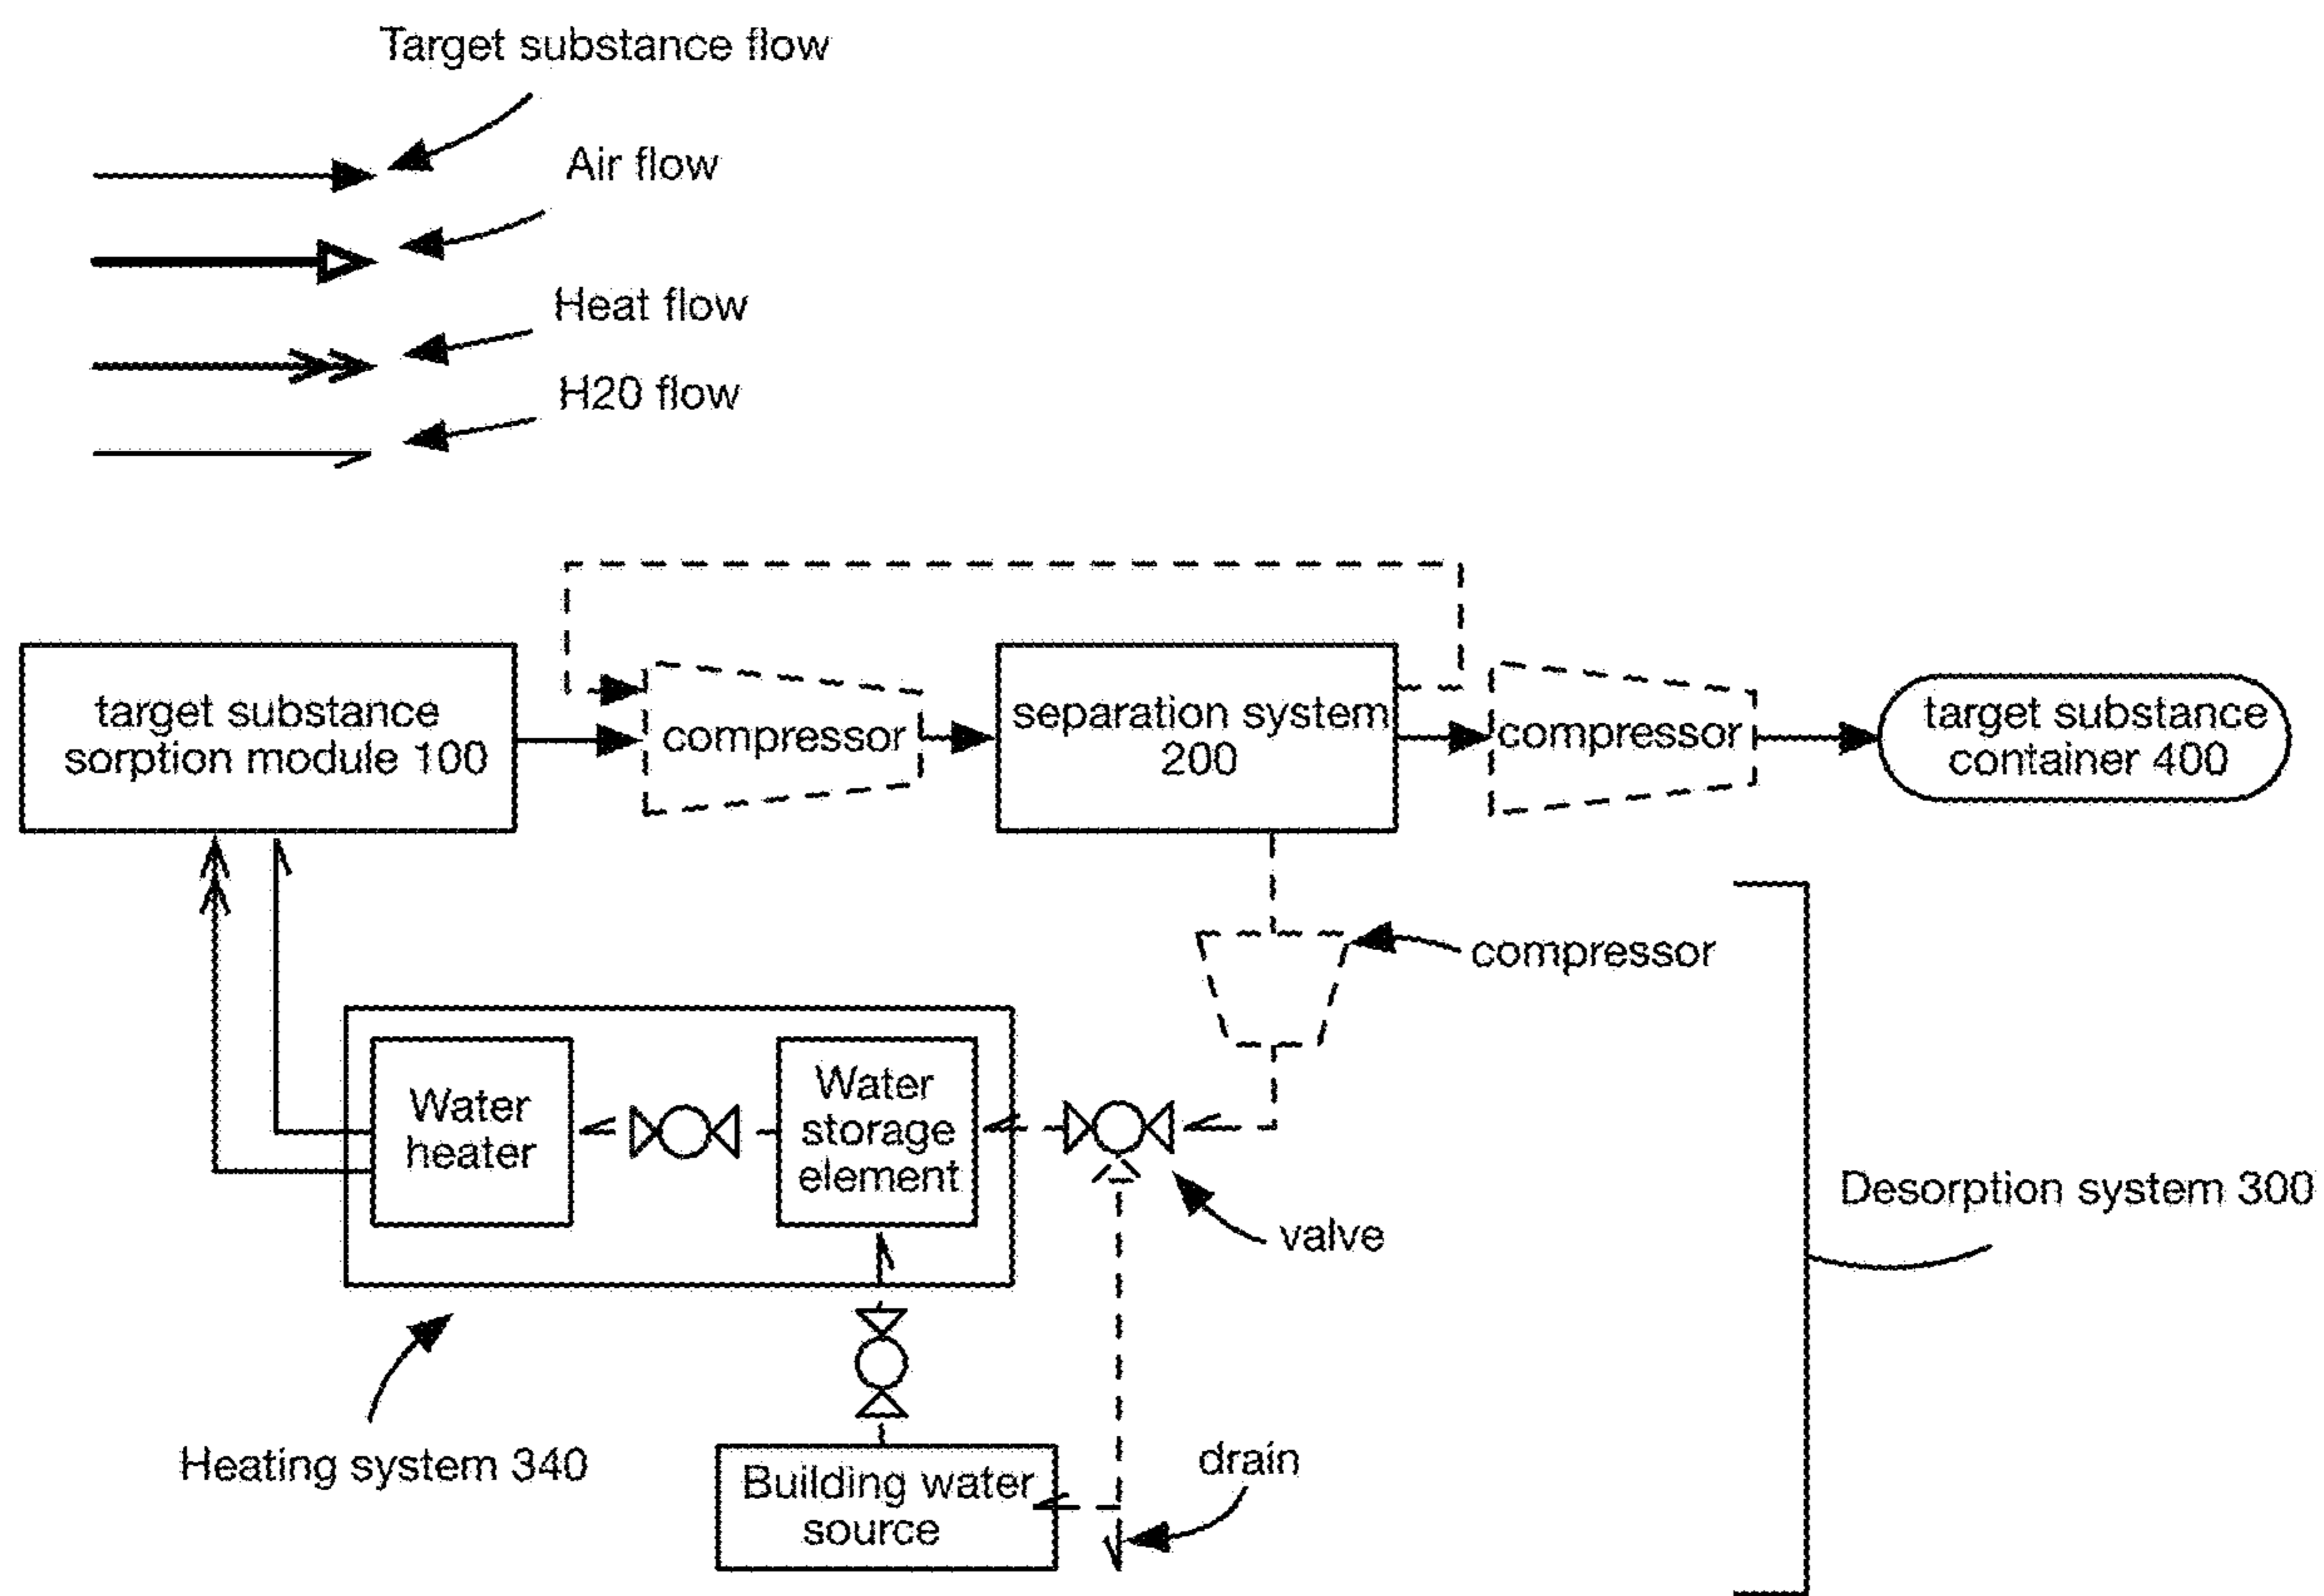 Target substance flow
Air flow
Heat flow
H20 flow
target substance
sorption module 100
compressor
separation system
200
compressor
target substance
container 400
compressor
Water
heater
Water
storage
element
valve
Desorption system 300
Heating system 340
Building water
source
drain